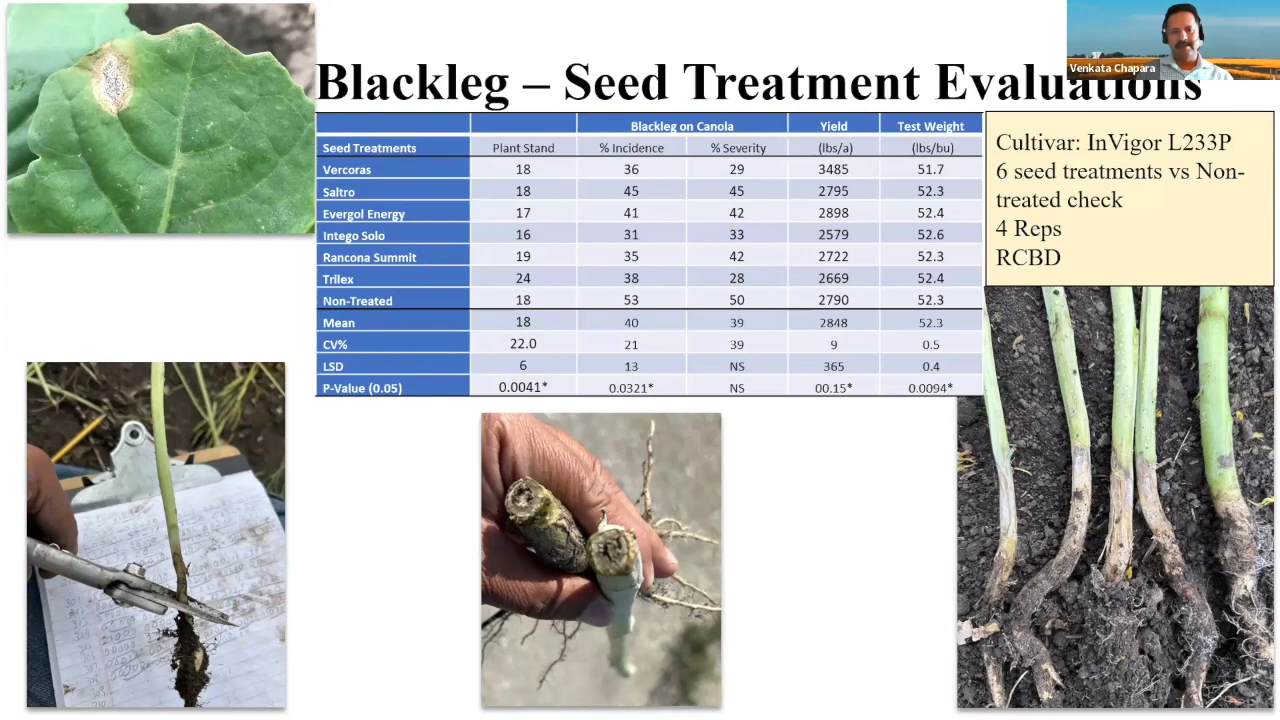 Venkata Chapara
Blackleg – Seed Treatment Evaluations
Blackleg on Canola Yield Test Weight
Seed Treatments Plant Stand % Incidence % Severity (lbs/a) (lbs/bu)
Vercoras 18 36 29 3485 51.7
Saltro 18 45 45 2795 52.3
Evergol Energy 17 41 42 2898 52.4
Intego Solo 16 31 33 2579 52.6
Rancona Summit 19 35 42 2722 52.3
Trilex 24 38 28 2669 52.4
Non-Treated 18 53 50 2790 52.3
Mean 18 40 39 2848 52.3
CV% 22.0 21 39 9 0.5
LSD 6 13 NS 365 0.4
P-Value (0.05) 0.0041* 0.0321* NS 00.15* 0.0094*
Cultivar: InVigor L233P
6 seed treatments vs Non-
treated check
4 Reps
RCBD